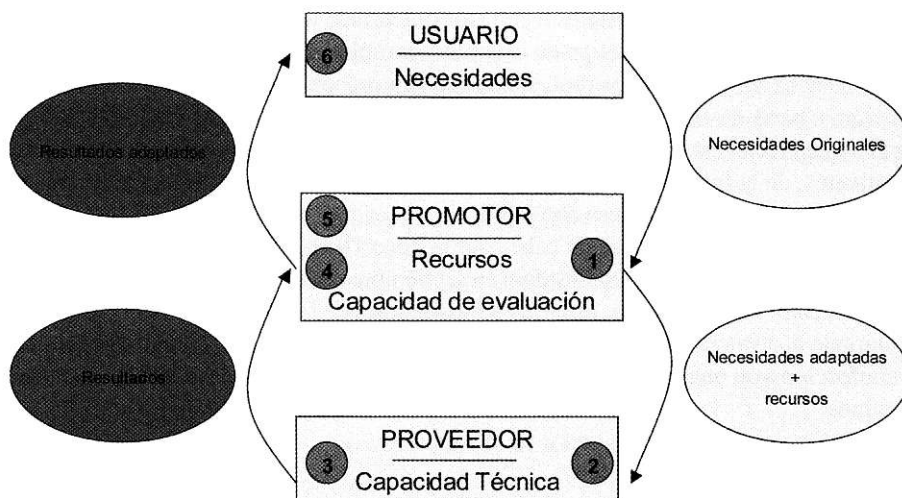 USUARIO
6
Necesidades
Resultados adaptados
Necesidades Originales
5
PROMOTOR
4
Recursos
1
Capacidad de evaluación
Resultados
Necesidades adaptadas
+
recursos
PROVEEDOR
3
Capacidad Técnica
2